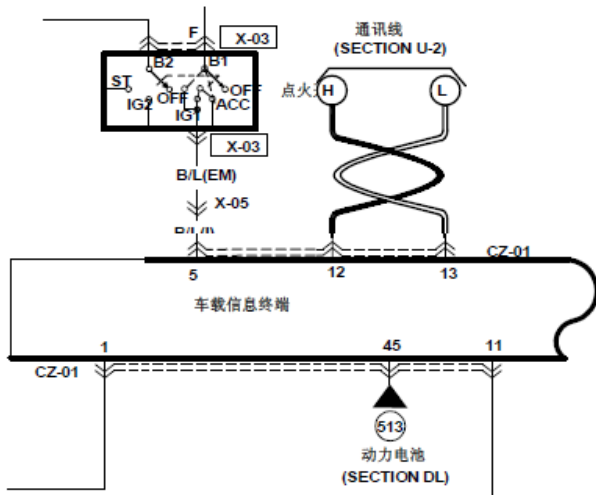 通讯线
(SECTION U-2)
F
X-03
B2
B1
ST
OFF
OFF
IG2
IG1
ACC
点火
H
L
X-03
B/L(EM)
X-05
5
12
13
CZ-01
车载信息终端
1
45
11
CZ-01
513
动力电池
(SECTION DL)